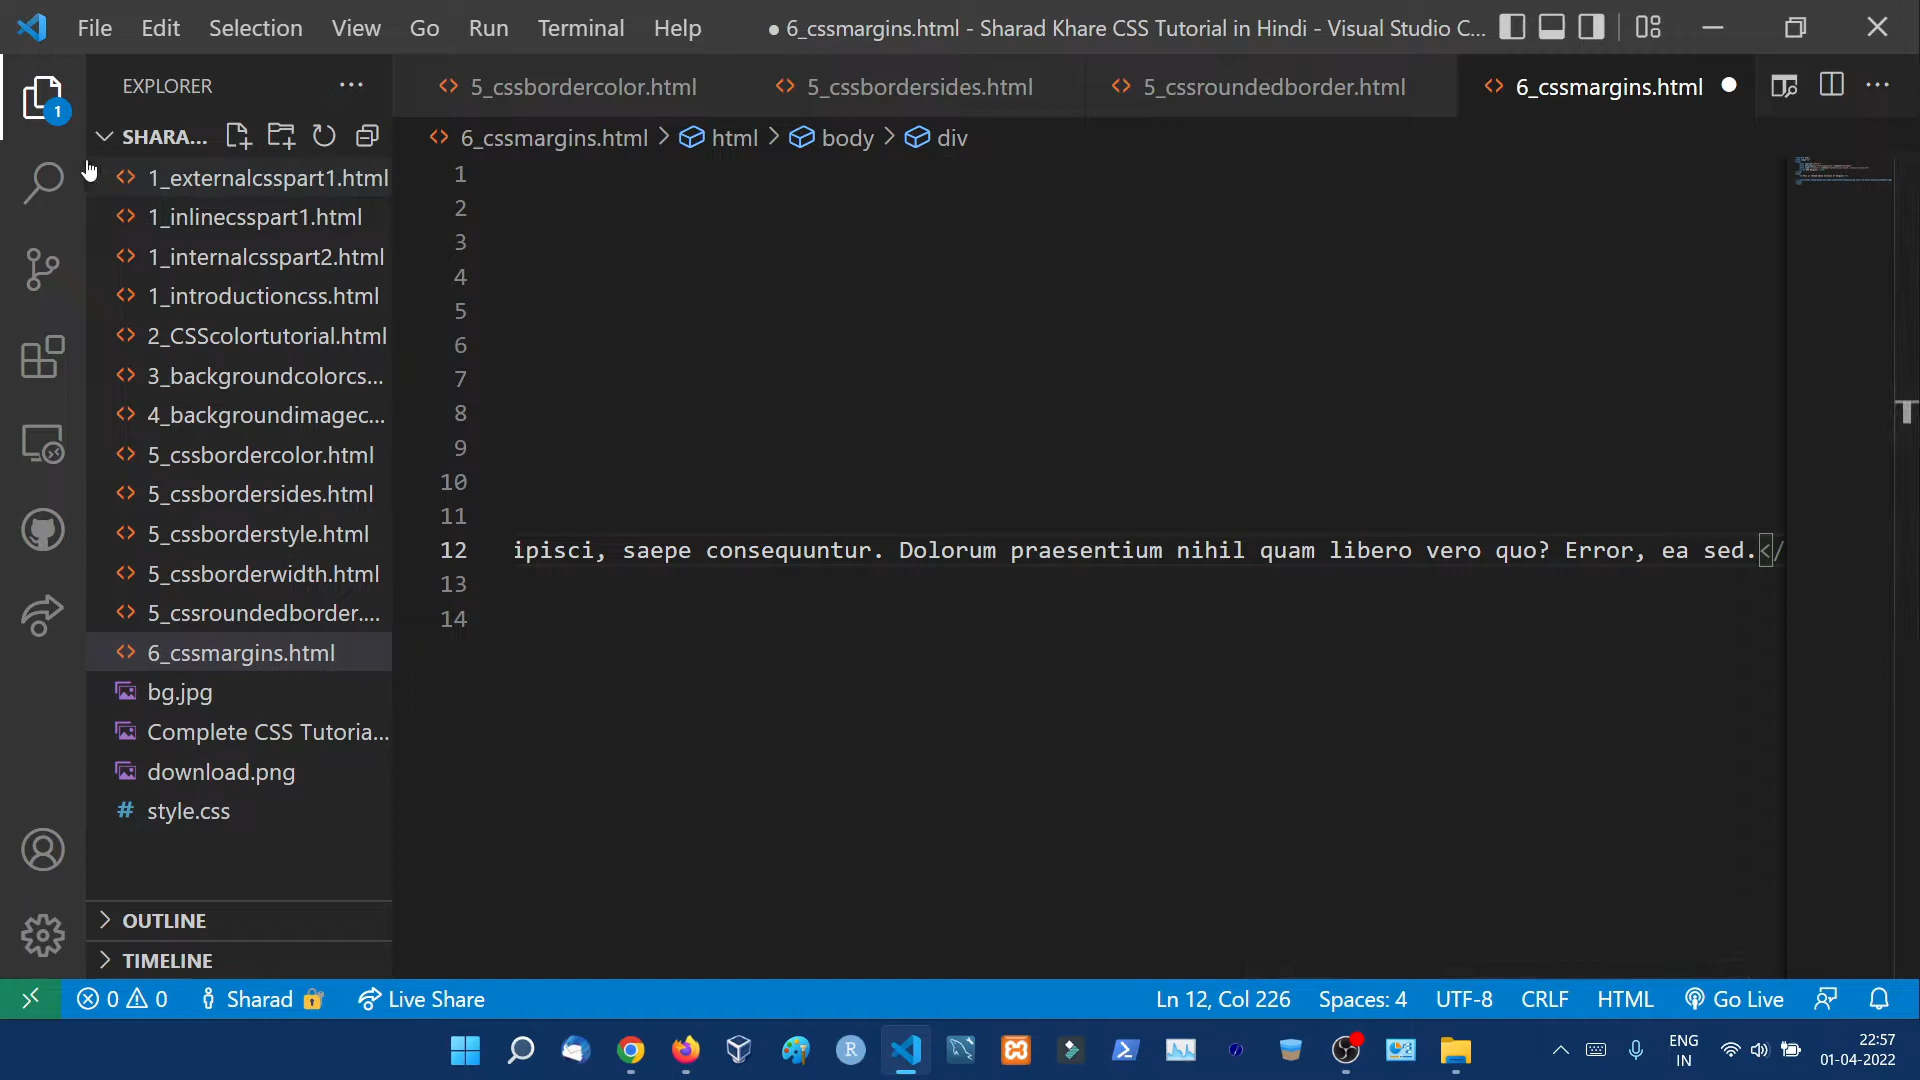 File Edit Selection View Go Run Terminal Help
● 6_cssmargins.html - Sharad Khare CSS Tutorial in Hindi - Visual Studio C...
EXPLORER
5_cssbordercolor.html 5_cssbordersides.html 5_cssroundedborder.html 6_cssmargins.html
SHARA...
6_cssmargins.html > html > body > div
1_externalcsspart1.html
1_inlinecsspart1.html
1_internalcsspart2.html
1_introductioncss.html
2_CSScolortutorial.html
3_backgroundcolorcs...
4_backgroundimagec...
5_cssbordercolor.html
5_cssbordersides.html
5_cssborderstyle.html
5_cssborderwidth.html
5_cssroundedborder....
6_cssmargins.html
bg.jpg
Complete CSS Tutoria...
download.png
style.css
OUTLINE
TIMELINE
1
1
2
3
4
5
6
7
8
9
10
11
12 ipisci, saepe consequuntur. Dolorum praesentium nihil quam libero vero quo? Error, ea sed.</
13
14
0 0 Sharad Live Share
Ln 12, Col 226 Spaces: 4 UTF-8 CRLF HTML Go Live
R
ENG
IN
22:57
01-04-2022